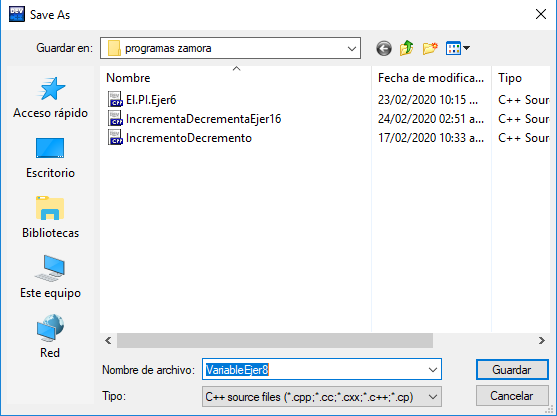 Save As
Guardar en: programas zamora
Nombre Fecha de modifica... Tipo
EI.PI.Ejer6 23/02/2020 10:15 ... C++ Sour
IncrementaDecrementaEjer16 24/02/2020 02:51 a... C++ Sour
IncrementoDecremento 17/02/2020 10:33 a... C++ Sour
Acceso rápido
Escritorio
Bibliotecas
Este equipo
Red
Nombre de archivo: VariableEjer8 Guardar
Tipo: C++ source files (*.cpp;*.cc;*.cxx;*.c++;*.cp) Cancelar